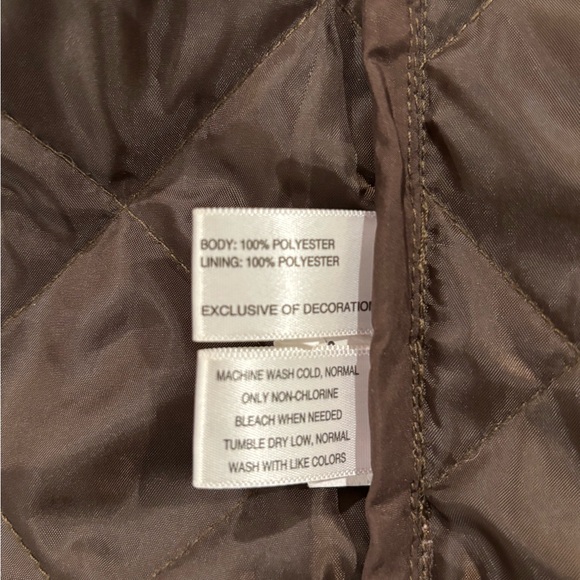 BODY: 100% POLYESTER
LINING: 100% POLYESTER
EXCLUSIVE OF DECORATION
MACHINE WASH COLD, NORMAL
ONLY NON-CHLORINE
BLEACH WHEN NEEDED
TUMBLE DRY LOW, NORMAL
WASH WITH LIKE COLORS